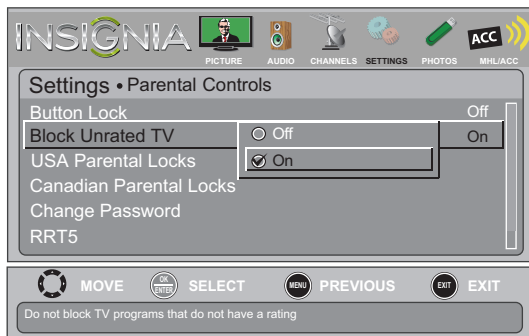 INSIGNIA
PICTURE AUDIO CHANNELS SETTINGS PHOTOS MHL/ACC
ACC
Settings • Parental Controls
Button Lock Off
Block Unrated TV Off On
USA Parental Locks On
Canadian Parental Locks
Change Password
RRT5
MOVE OK ENTER SELECT MENU PREVIOUS EXIT EXIT
Do not block TV programs that do not have a rating